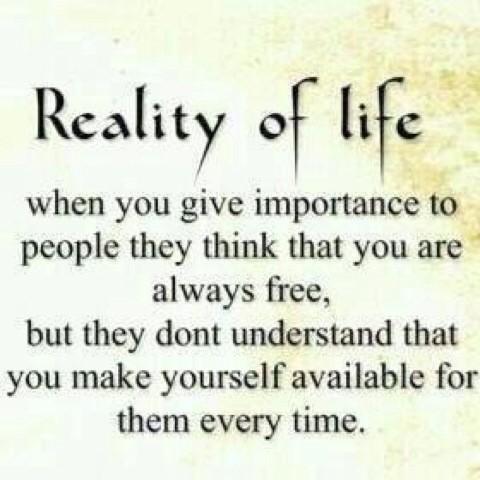 Reality of life
when you give importance to
people they think that you are
always free,
but they dont understand that
you make yourself available for
them every time.